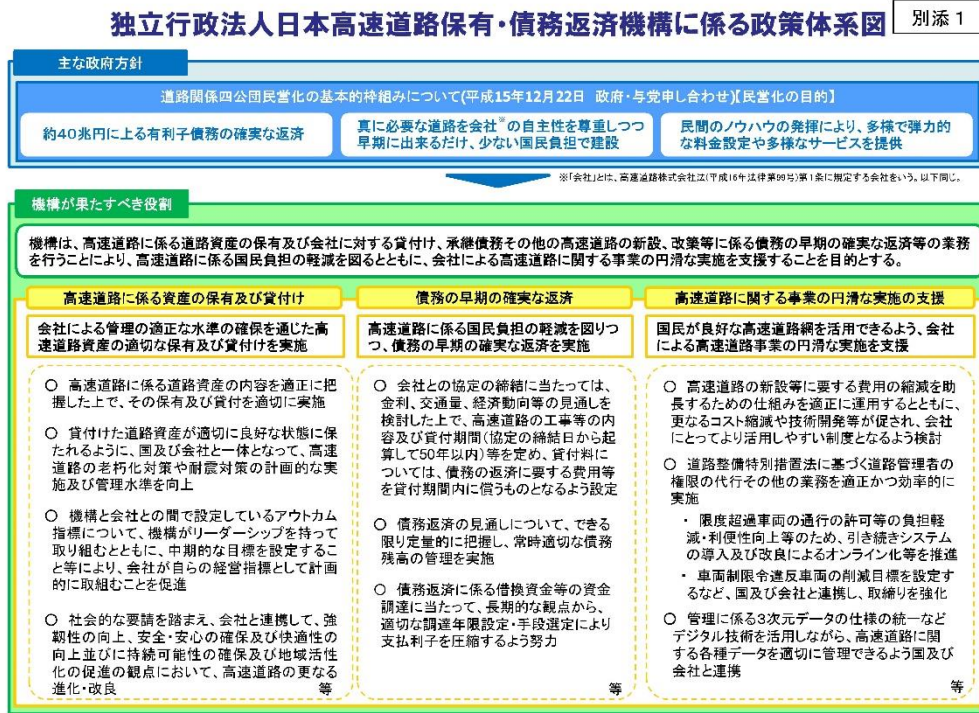 独立行政法人日本高速道路保有・債務返済機構に係る政策体系図
別添1
主な政府方針
道路関係四公団民営化の基本的枠組みについて(平成15年12月22日 政府・与党申し合わせ)【民営化の目的】
約40兆円に上る有利子債務の確実な返済
真に必要な道路を会社※の自主性を尊重しつつ
早期に出来るだけ、少ない国民負担で建設
民間のノウハウの発揮により、多様で弾力的
な料金設定や多様なサービスを提供
※「会社」とは、高速道路株式会社法(平成16年法律第99号)第1条に規定する会社をいう。以下同じ。
機構が果たすべき役割
機構は、高速道路に係る道路資産の保有及び会社に対する貸付け、承継債務その他の高速道路の新設、改築等に係る債務の早期の確実な返済等の業務
を行うことにより、高速道路に係る国民負担の軽減を図るとともに、会社による高速道路に関する事業の円滑な実施を支援することを目的とする。
高速道路に係る資産の保有及び貸付け
会社による管理の適正な水準の確保を通じた高
速道路資産の適切な保有及び貸付けを実施
○ 高速道路に係る道路資産の内容を適正に把
握した上で、その保有及び貸付を適切に実施
○ 貸付けた道路資産が適切に良好な状態に保
たれるように、国及び会社と一体となって、高速
道路の老朽化対策や耐震対策の計画的な実
施及び管理水準を向上
○ 機構と会社との間で設定しているアウトカム
指標について、機構がリーダーシップを持って
取り組むとともに、中期的な目標を設定するこ
と等により、会社が自らの経営指標として計画
的に取組むことを促進
○ 社会的な要請を踏まえ、会社と連携して、強
靱性の向上、安全・安心の確保及び快適性の
向上並びに持続可能性の確保及び地域活性
化の促進の観点において、高速道路の更なる
進化・改良
等
債務の早期の確実な返済
高速道路に係る国民負担の軽減を図りつ
つ、債務の早期の確実な返済を実施
○ 会社との協定の締結に当たっては、
金利、交通量、経済動向等の見通しを
検討した上で、高速道路の工事等の内
容及び貸付期間(協定の締結日から起
算して50年以内)等を定め、貸付料に
ついては、債務の返済に要する費用等
を貸付期間内に償うものとなるよう設定
○ 債務返済の見通しについて、できる
限り定量的に把握し、常時適切な債務
残高の管理を実施
○ 債務返済に係る借換資金等の資金
調達に当たって、長期的な観点から、
適切な調達年限設定・手段選定により
支払利子を圧縮するよう努力
等
高速道路に関する事業の円滑な実施の支援
国民が良好な高速道路網を活用できるよう、会社
による高速道路事業の円滑な実施を支援
○ 高速道路の新設等に要する費用の縮減を助
長するための仕組みを適正に運用するとともに、
更なるコスト縮減や技術開発等が促され、会社
にとってより活用しやすい制度となるよう検討
○ 道路整備特別措置法に基づく道路管理者の
権限の代行その他の業務を適正かつ効率的に
実施
・ 限度超過車両の通行の許可等の負担軽
減・利便性向上等のため、引き続きシステム
の導入及び改良によるオンライン化等を推進
・ 車両制限令違反車両の削減目標を設定す
るなど、国及び会社と連携し、取締りを強化
○ 管理に係る3次元データの仕様の統一など
デジタル技術を活用しながら、高速道路に関
する各種データを適切に管理できるよう国及び
会社と連携
等